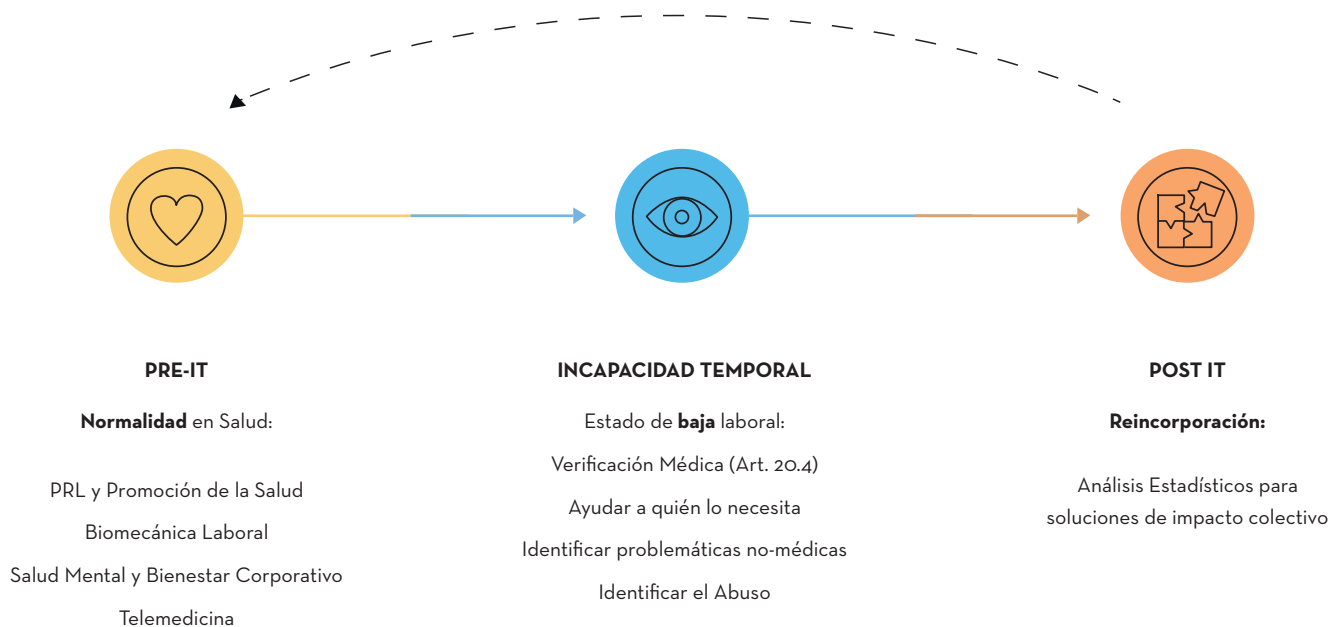 PRE-IT
Normalidad en Salud:
PRL y Promoción de la Salud
Biomecánica Laboral
Salud Mental y Bienestar Corporativo
Telemedicina
INCAPACIDAD TEMPORAL
Estado de baja laboral:
Verificación Médica (Art. 20.4)
Ayudar a quién lo necesita
Identificar problemáticas no-médicas
Identificar el Abuso
POST IT
Reincorporación:
Análisis Estadísticos para
soluciones de impacto colectivo